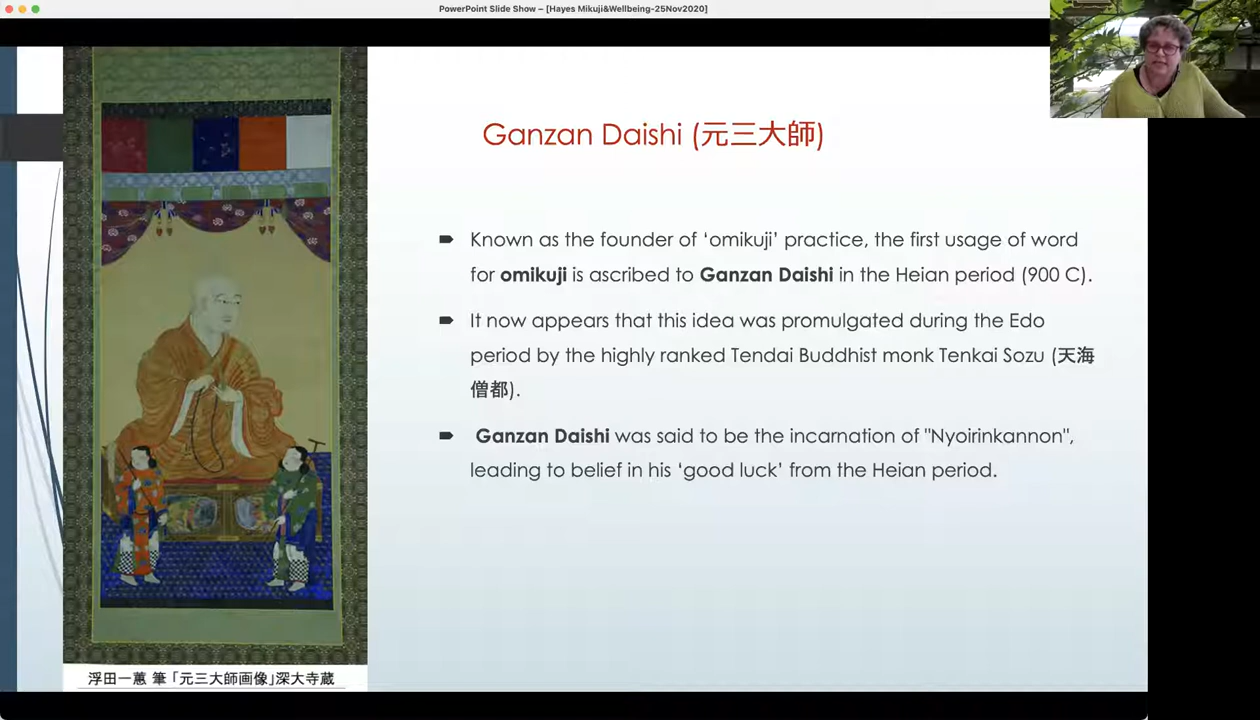 PowerPoint Slide Show – [Hayes Mikuji&Wellbeing-25Nov2020]
Ganzan Daishi (元三大師)
Known as the founder of ‘omikuji’ practice, the first usage of word
for omikuji is ascribed to Ganzan Daishi in the Heian period (900 C).
It now appears that this idea was promulgated during the Edo
period by the highly ranked Tendai Buddhist monk Tenkai Sozu (天海
僧都).
Ganzan Daishi was said to be the incarnation of "Nyoirinkannon",
leading to belief in his ‘good luck’ from the Heian period.
浮田一蕙 筆 「元三大師画像」深大寺蔵